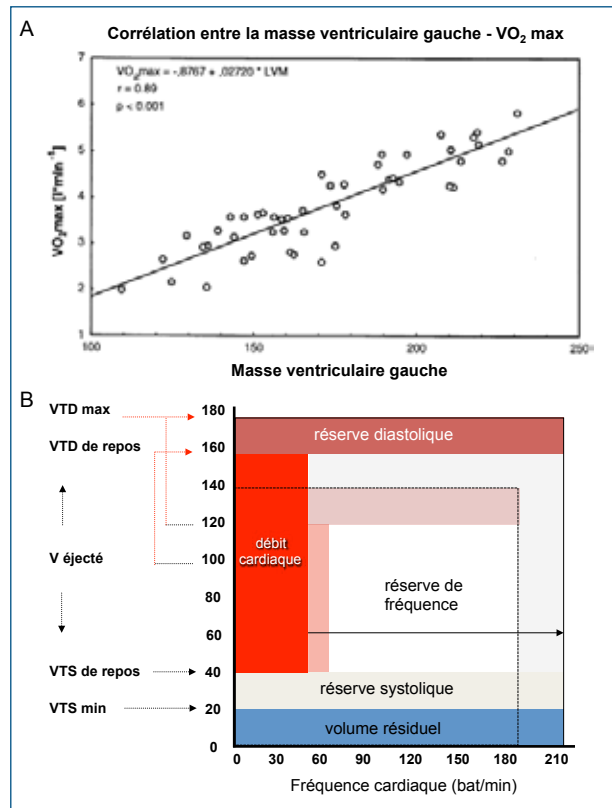 A
Corrélation entre la masse ventriculaire gauche - VO2 max
VO2max = -,8767 + ,02720 * LVM
r = 0.89
p < 0.001
VO2max [l*min-1]
7
6
5
4
3
2
1
100
150
200
250
Masse ventriculaire gauche
B
VTD max
VTD de repos
V éjecté
VTS de repos
VTS min
180
160
140
120
100
80
60
40
20
0
réserve diastolique
débit
cardiaque
réserve de
fréquence
réserve systolique
volume résiduel
0 30 60 90 120 150 180 210
Fréquence cardiaque (bat/min)